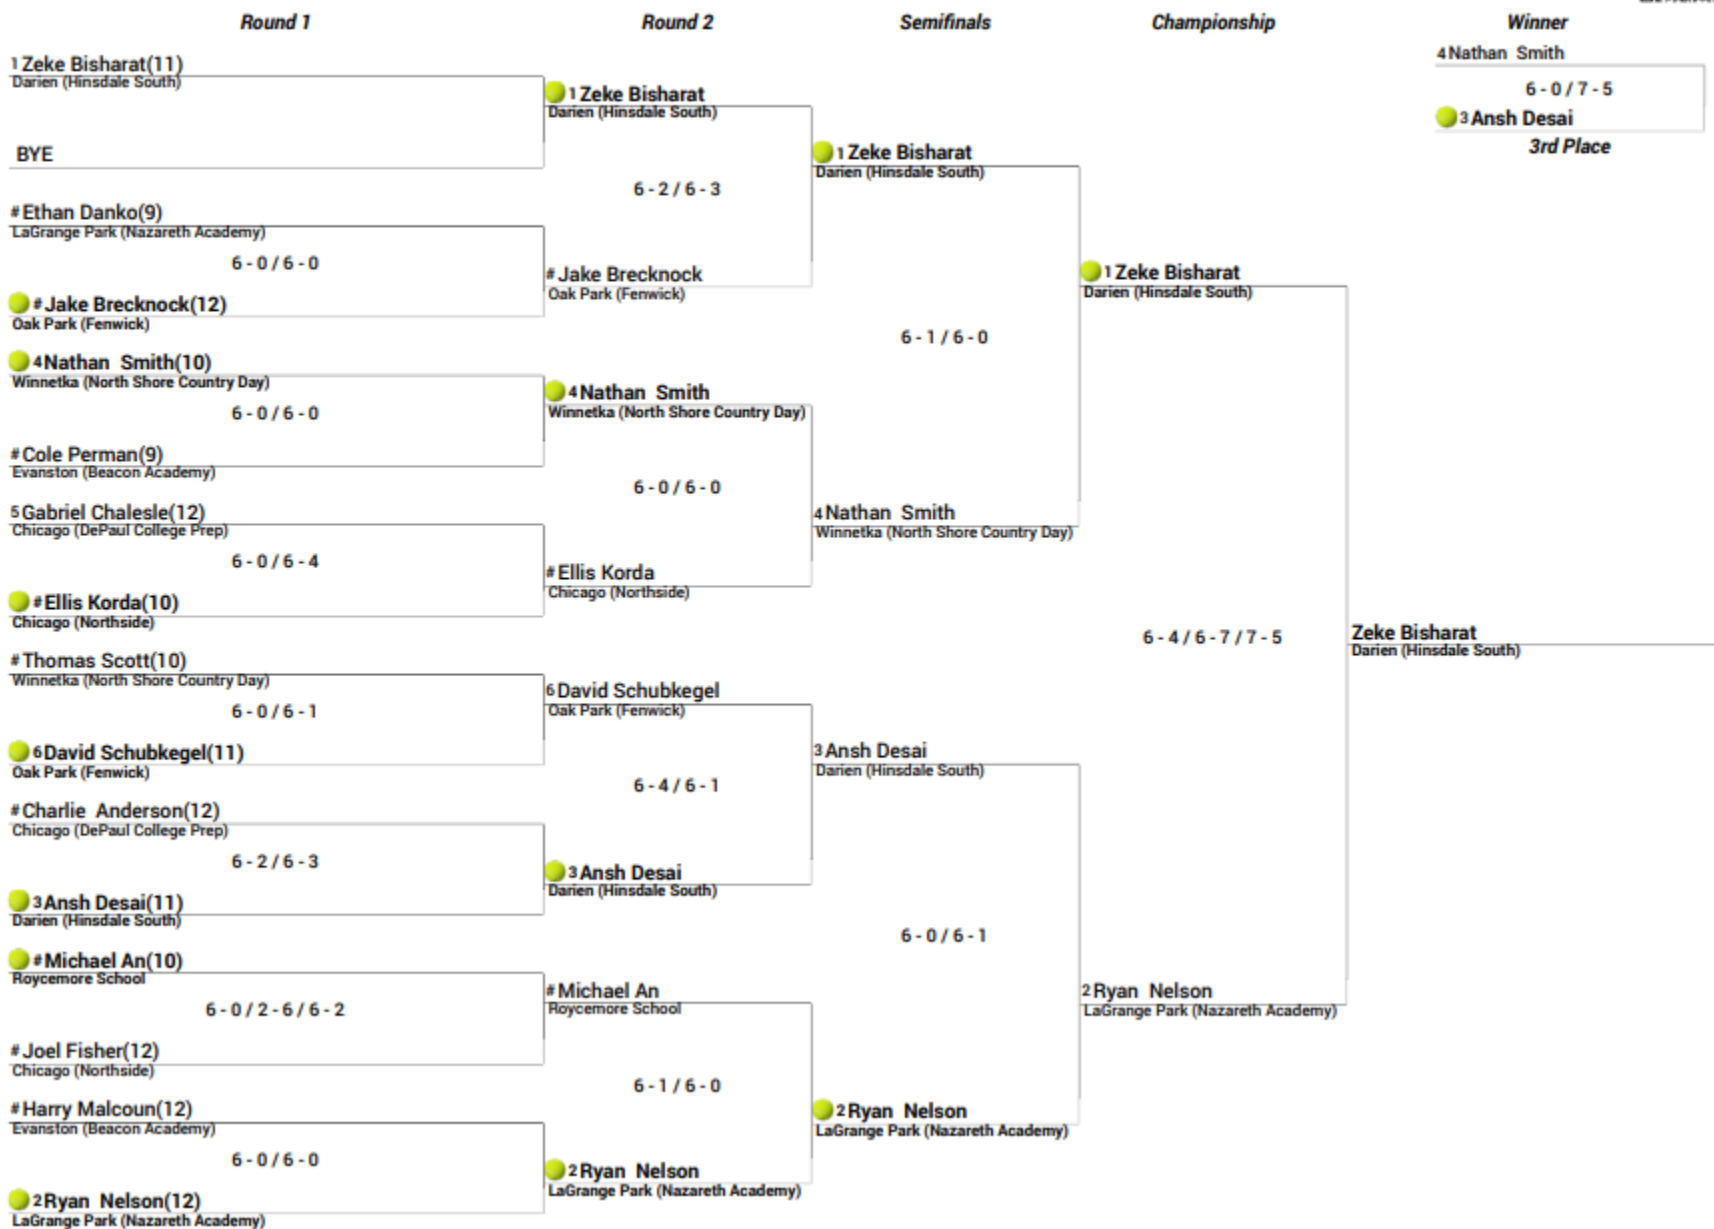 Round 1
Round 2
Semifinals
Championship
Winner
1 Zeke Bisharat(11)
Darien (Hinsdale South)
BYE
# Ethan Danko(9)
LaGrange Park (Nazareth Academy)
6 - 0 / 6 - 0
# Jake Brecknock(12)
Oak Park (Fenwick)
4 Nathan Smith(10)
Winnetka (North Shore Country Day)
6 - 0 / 6 - 0
# Cole Perman(9)
Evanston (Beacon Academy)
5 Gabriel Chalesle(12)
Chicago (DePaul College Prep)
6 - 0 / 6 - 4
# Ellis Korda(10)
Chicago (Northside)
# Thomas Scott(10)
Winnetka (North Shore Country Day)
6 - 0 / 6 - 1
6 David Schubkegel(11)
Oak Park (Fenwick)
# Charlie Anderson(12)
Chicago (DePaul College Prep)
6 - 2 / 6 - 3
3 Ansh Desai(11)
Darien (Hinsdale South)
# Michael An(10)
Roycemore School
6 - 0 / 2 - 6 / 6 - 2
# Joel Fisher(12)
Chicago (Northside)
# Harry Malcoun(12)
Evanston (Beacon Academy)
6 - 0 / 6 - 0
2 Ryan Nelson(12)
LaGrange Park (Nazareth Academy)
1 Zeke Bisharat
Darien (Hinsdale South)
6 - 2 / 6 - 3
# Jake Brecknock
Oak Park (Fenwick)
4 Nathan Smith
Winnetka (North Shore Country Day)
6 - 0 / 6 - 0
# Ellis Korda
Chicago (Northside)
6 David Schubkegel
Oak Park (Fenwick)
6 - 4 / 6 - 1
3 Ansh Desai
Darien (Hinsdale South)
# Michael An
Roycemore School
6 - 1 / 6 - 0
2 Ryan Nelson
LaGrange Park (Nazareth Academy)
1 Zeke Bisharat
Darien (Hinsdale South)
6 - 1 / 6 - 0
4 Nathan Smith
Winnetka (North Shore Country Day)
3 Ansh Desai
Darien (Hinsdale South)
6 - 0 / 6 - 1
2 Ryan Nelson
LaGrange Park (Nazareth Academy)
1 Zeke Bisharat
Darien (Hinsdale South)
6 - 4 / 6 - 7 / 7 - 5
2 Ryan Nelson
LaGrange Park (Nazareth Academy)
Zeke Bisharat
Darien (Hinsdale South)
4 Nathan Smith
6 - 0 / 7 - 5
3 Ansh Desai
3rd Place